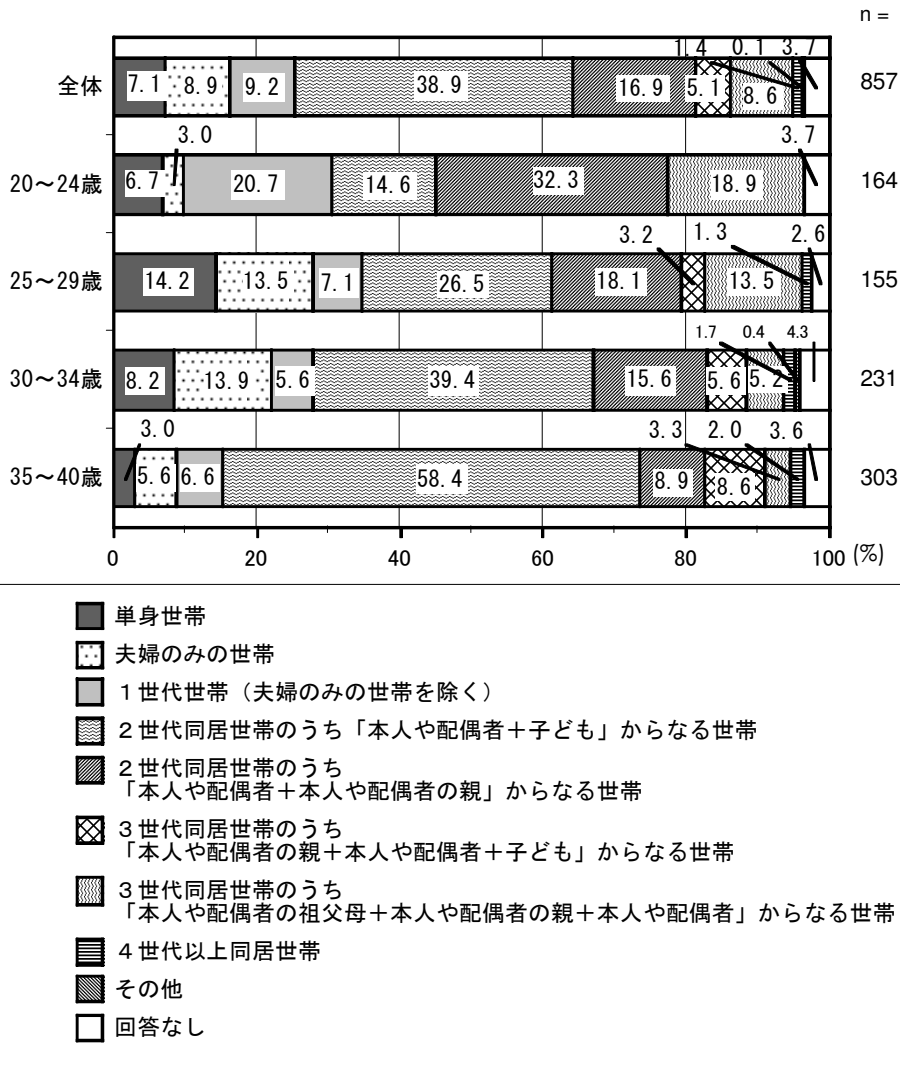 n =
1.4 0.1 3.7
全体 7.1 8.9 9.2 38.9 16.9 5.1 8.6 857
3.0 3.7
20～24歳 6.7 20.7 14.6 32.3 18.9 164
3.2 1.3 2.6
25～29歳 14.2 13.5 7.1 26.5 18.1 13.5 155
1.7 0.4 4.3
30～34歳 8.2 13.9 5.6 39.4 15.6 5.6 5.2 231
3.0 3.3 2.0 3.6
35～40歳 5.6 6.6 58.4 8.9 8.6 303
0 20 40 60 80 100 (%)
単身世帯
夫婦のみの世帯
１世代世帯（夫婦のみの世帯を除く）
２世代同居世帯のうち「本人や配偶者＋子ども」からなる世帯
２世代同居世帯のうち
「本人や配偶者＋本人や配偶者の親」からなる世帯
３世代同居世帯のうち
「本人や配偶者の親＋本人や配偶者＋子ども」からなる世帯
３世代同居世帯のうち
「本人や配偶者の祖父母＋本人や配偶者の親＋本人や配偶者」からなる世帯
４世代以上同居世帯
その他
回答なし